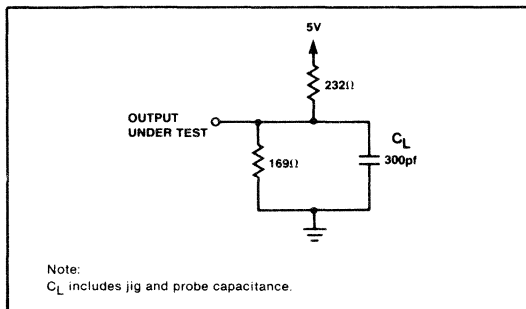 5V
232Ω
OUTPUT
UNDER TEST
C_L
300pf
169Ω
Note:
C_L includes jig and probe capacitance.